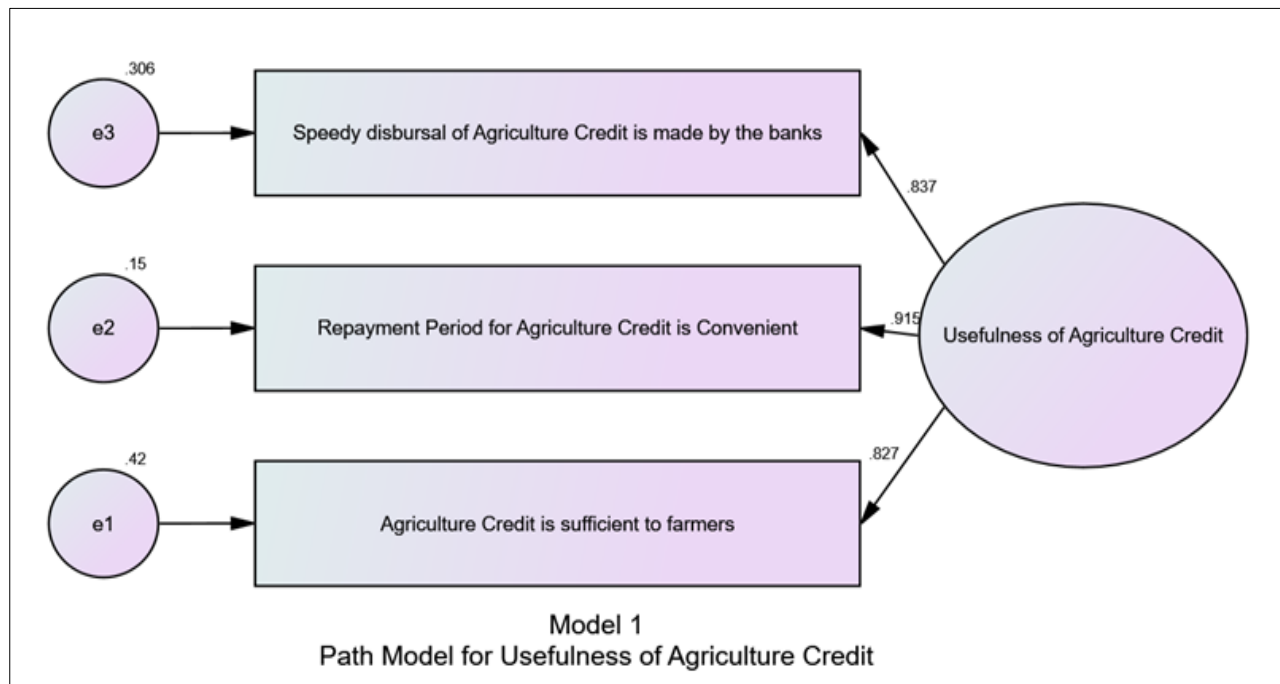 .306
e3
Speedy disbursal of Agriculture Credit is made by the banks
.837
.15
e2
Repayment Period for Agriculture Credit is Convenient
.915
Usefulness of Agriculture Credit
.42
e1
Agriculture Credit is sufficient to farmers
.827
Model 1
Path Model for Usefulness of Agriculture Credit